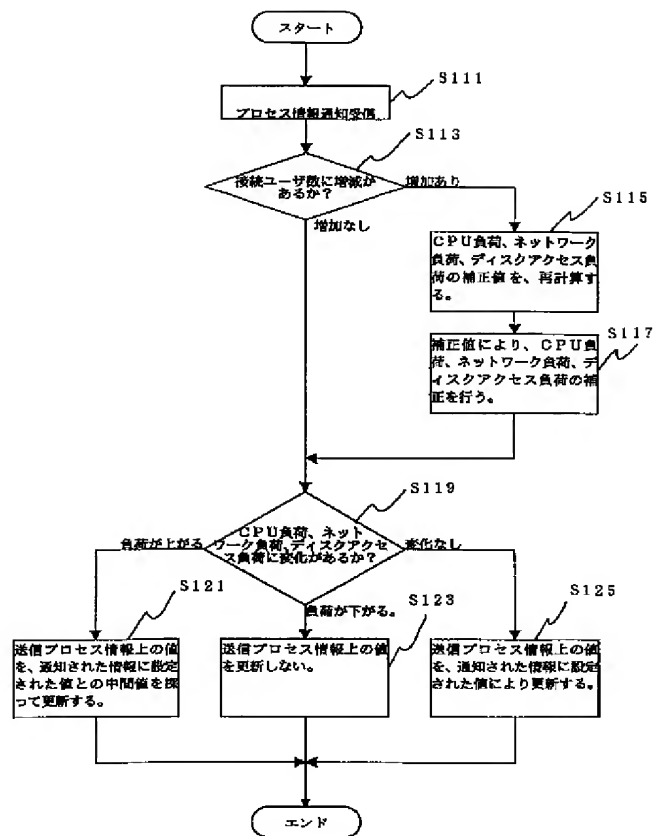 スタート
S111
プロセス情報通知受信
S113
接続ユーザ数に増減が
あるか?
増加あり
増加なし
S115
CPU負荷、ネットワーク
負荷、ディスクアクセス負
荷の補正値を、再計算す
る。
S117
補正値により、CPU負
荷、ネットワーク負荷、デ
ィスクアクセス負荷の補
正を行う。
S119
CPU負荷、ネット
ワーク負荷、ディスクアクセ
ス負荷に変化があるか?
負荷が上がる
変化なし
負荷が下がる。
S121
送信プロセス情報上の値
を、通知された情報に設定
された値との中間値を採
って更新する。
S123
送信プロセス情報上の値
を更新しない。
S125
送信プロセス情報上の値
を、通知された情報に設定
された値により更新する。
エンド